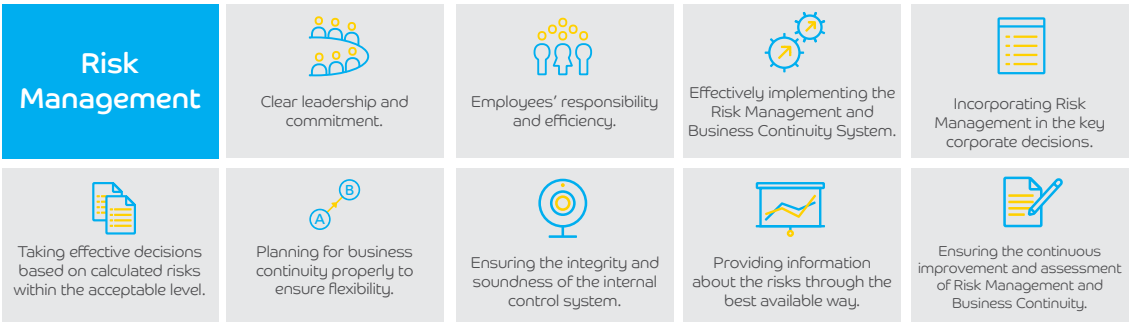 Risk
Management
Clear leadership and
commitment.
Employees' responsibility
and efficiency.
Effectively implementing the
Risk Management and
Business Continuity System.
Incorporating Risk
Management in the key
corporate decisions.
Taking effective decisions
based on calculated risks
within the acceptable level.
A
B
Planning for business
continuity properly to
ensure flexibility.
Ensuring the integrity and
soundness of the internal
control system.
Providing information
about the risks through the
best available way.
Ensuring the continuous
improvement and assessment
of Risk Management and
Business Continuity.